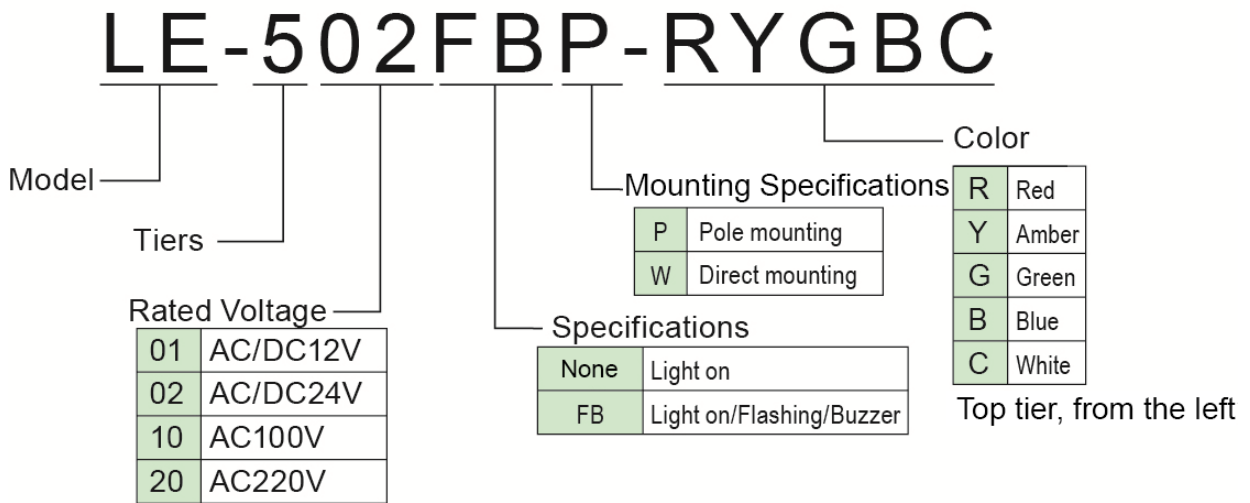 LE-502FBP-RYGBC
Model
Tiers
Rated Voltage
01 AC/DC12V
02 AC/DC24V
10 AC100V
20 AC220V
Specifications
None Light on
FB Light on/Flashing/Buzzer
Mounting Specifications
P Pole mounting
W Direct mounting
Color
R Red
Y Amber
G Green
B Blue
C White
Top tier, from the left